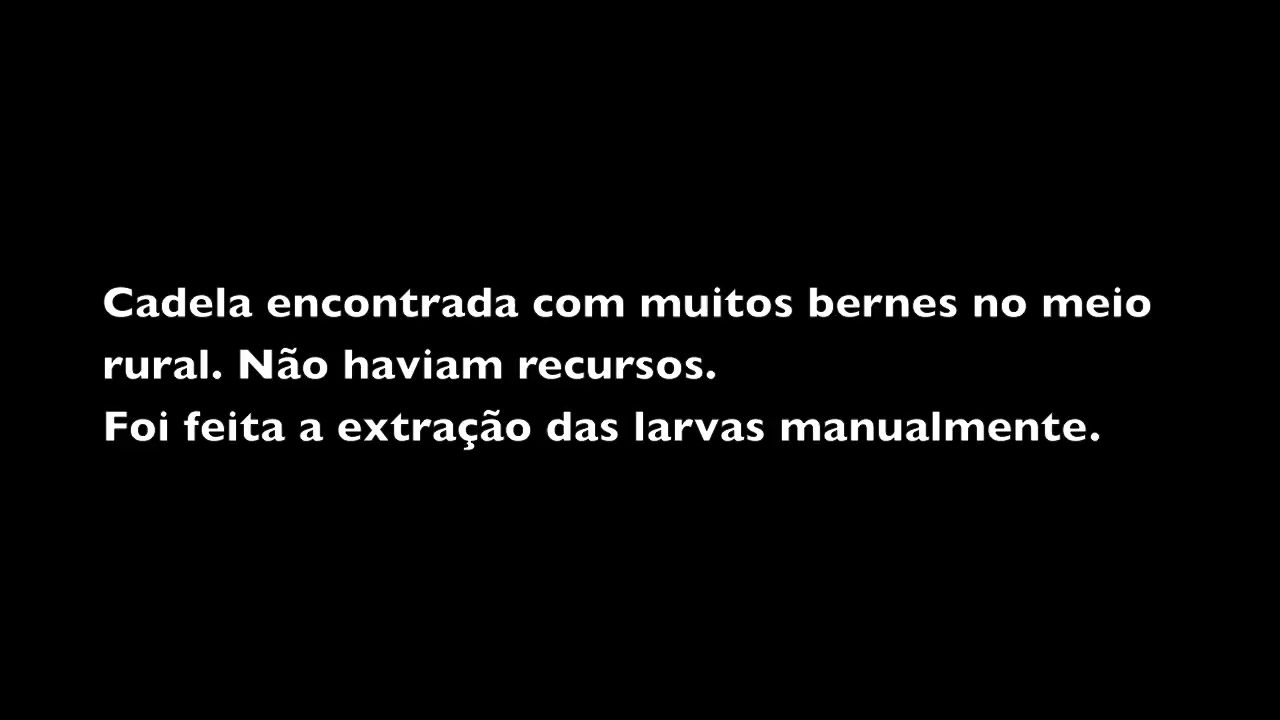 Cadela encontrada com muitos bernes no meio
rural. Não haviam recursos.
Foi feita a extração das larvas manualmente.